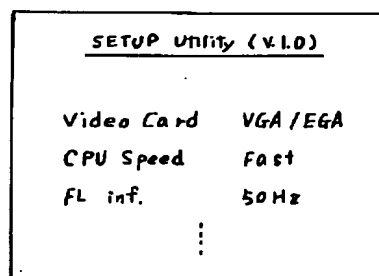 SETUP Utility (V.1.0)
Video Card VGA/EGA
CPU Speed Fast
FL inf. 50Hz